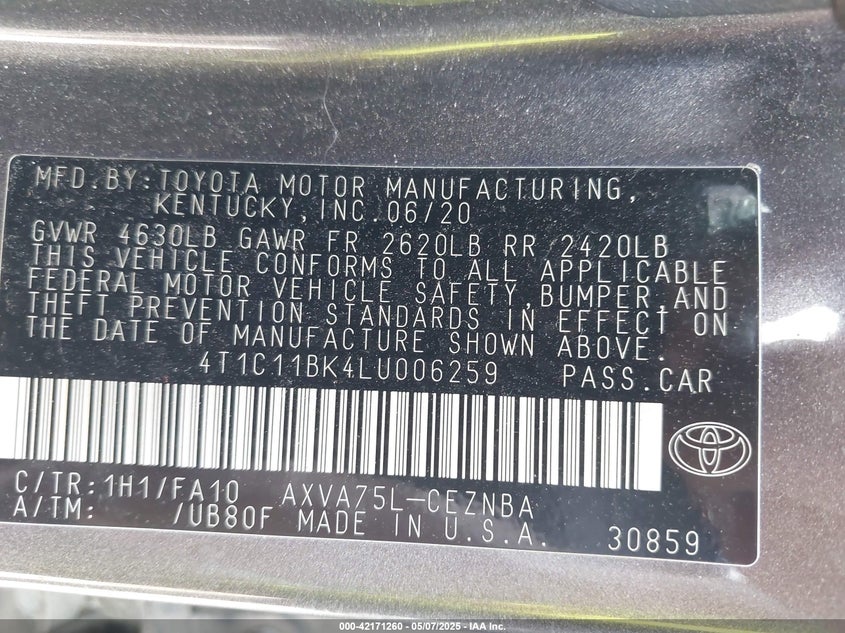 MFD.BY:TOYOTA MOTOR MANUFACTURING,
KENTUCKY,INC.06/20
GVWR 4630LB GAWR FR 2620LB RR 2420LB
THIS VEHICLE CONFORMS TO ALL APPLICABLE
FEDERAL MOTOR VEHICLE SAFETY,BUMPER,AND
THEFT PREVENTION STANDARDS IN EFFECT ON
THE DATE OF MANUFACTURE SHOWN ABOVE.
4T1C11BK4LU006259 PASS.CAR
C/TR:1H1/FA10 AXVA75L-CEZNBA
A/TM: /UB80F MADE IN U.S.A. 30859
000-42171260 - 05/07/2025 - IAA Inc.